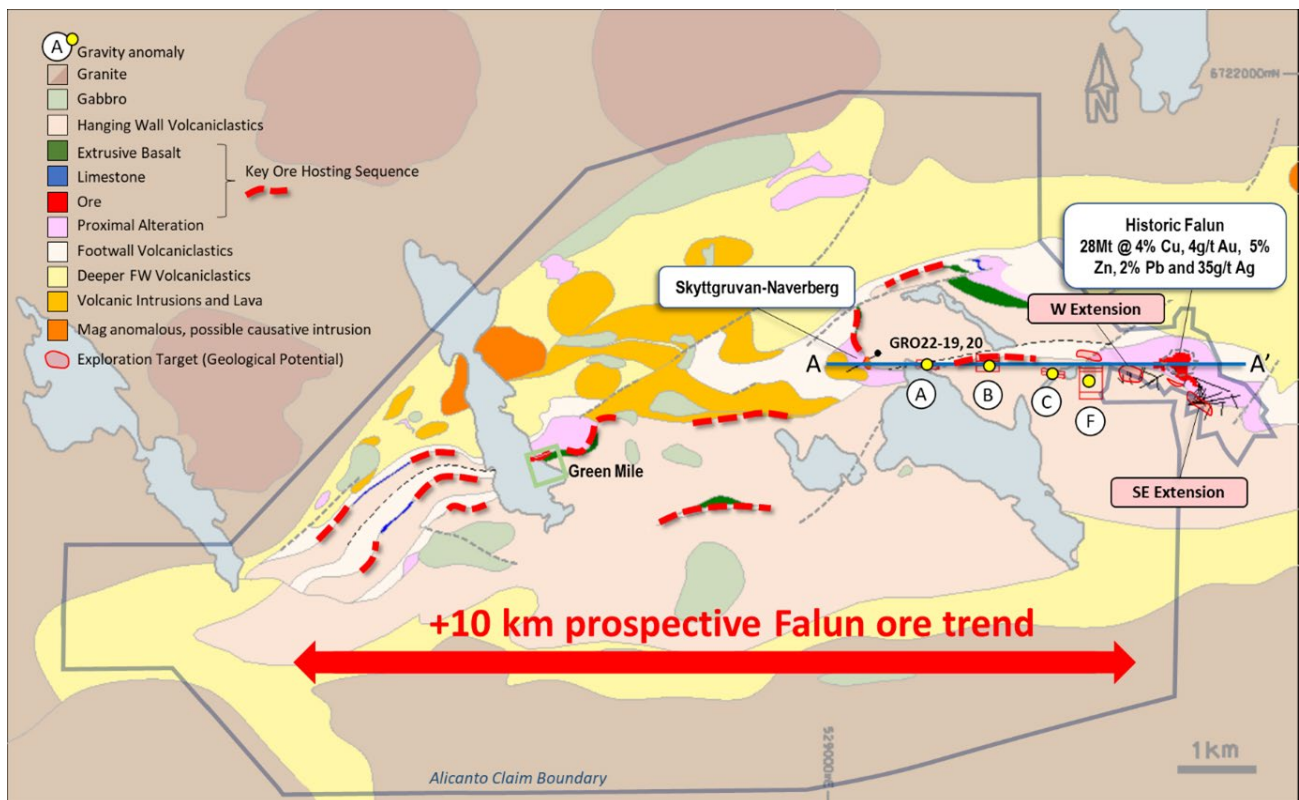 A
Gravity anomaly
Granite
Gabbro
Hanging Wall Volcaniclastics
Extrusive Basalt
Limestone
Ore
Key Ore Hosting Sequence
Proximal Alteration
Footwall Volcaniclastics
Deeper FW Volcaniclastics
Volcanic Intrusions and Lava
Mag anomalous, possible causative intrusion
Exploration Target (Geological Potential)
N
6722000mN
Historic Falun
28Mt @ 4% Cu, 4g/t Au, 5%
Zn, 2% Pb and 35g/t Ag
Skyttgruvan-Naverberg
W Extension
GRO22-19, 20
A
A’
A
B
C
F
Green Mile
SE Extension
+10 km prospective Falun ore trend
529000mE
1km
Alicanto Claim Boundary